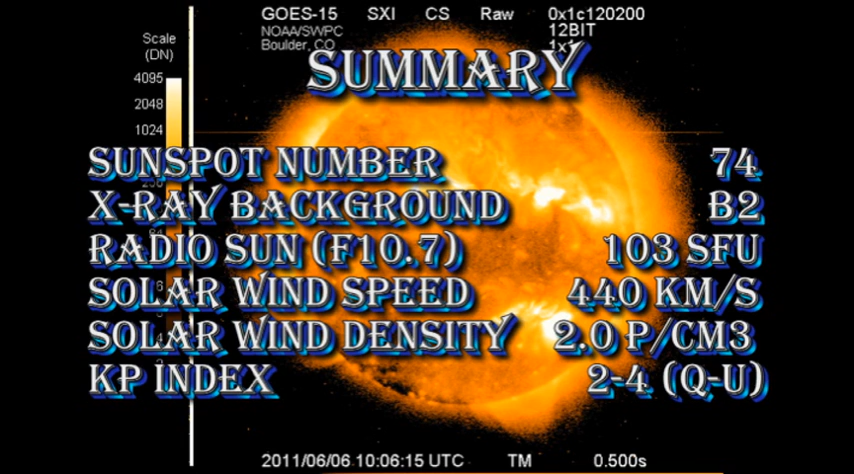 GOES-15 SXI CS Raw 0x1c120200
NOAA/SWPC 12BIT
Boulder, CO 1x1
Scale
(DN)
SUMMARY
4095
2048
1024
SUNSPOT NUMBER 74
X-RAY BACKGROUND B2
RADIO SUN (F10.7) 103 SFU
SOLAR WIND SPEED 440 KM/S
SOLAR WIND DENSITY 2.0 P/CM3
KP INDEX 2-4 (Q-U)
2011/06/06 10:06:15 UTC TM 0.500s